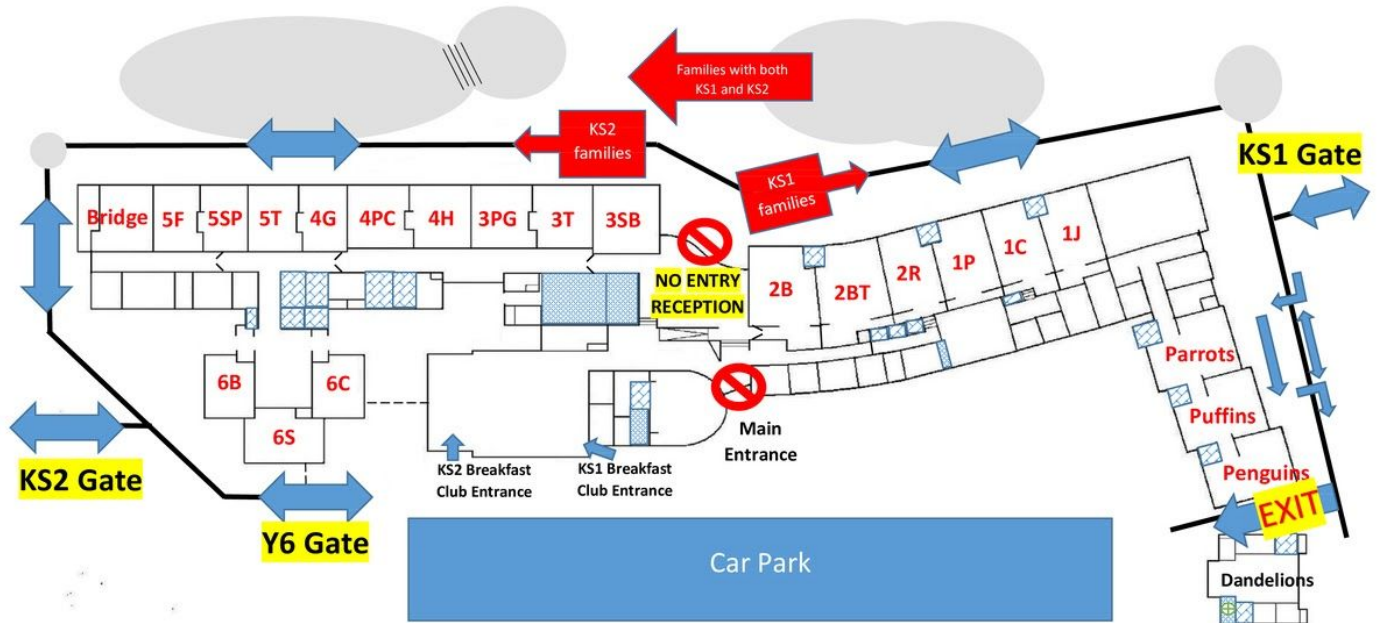 Families with both
KS1 and KS2
KS2
families
KS1
families
KS1 Gate
Bridge
5F
5SP
5T
4G
4PC
4H
3PG
3T
3SB
NO ENTRY
RECEPTION
2B
2BT
2R
1P
1C
1J
Parrots
Puffins
Penguins
EXIT
Dandelions
6B
6C
6S
KS2 Gate
Y6 Gate
KS2 Breakfast
Club Entrance
KS1 Breakfast
Club Entrance
Main
Entrance
Car Park